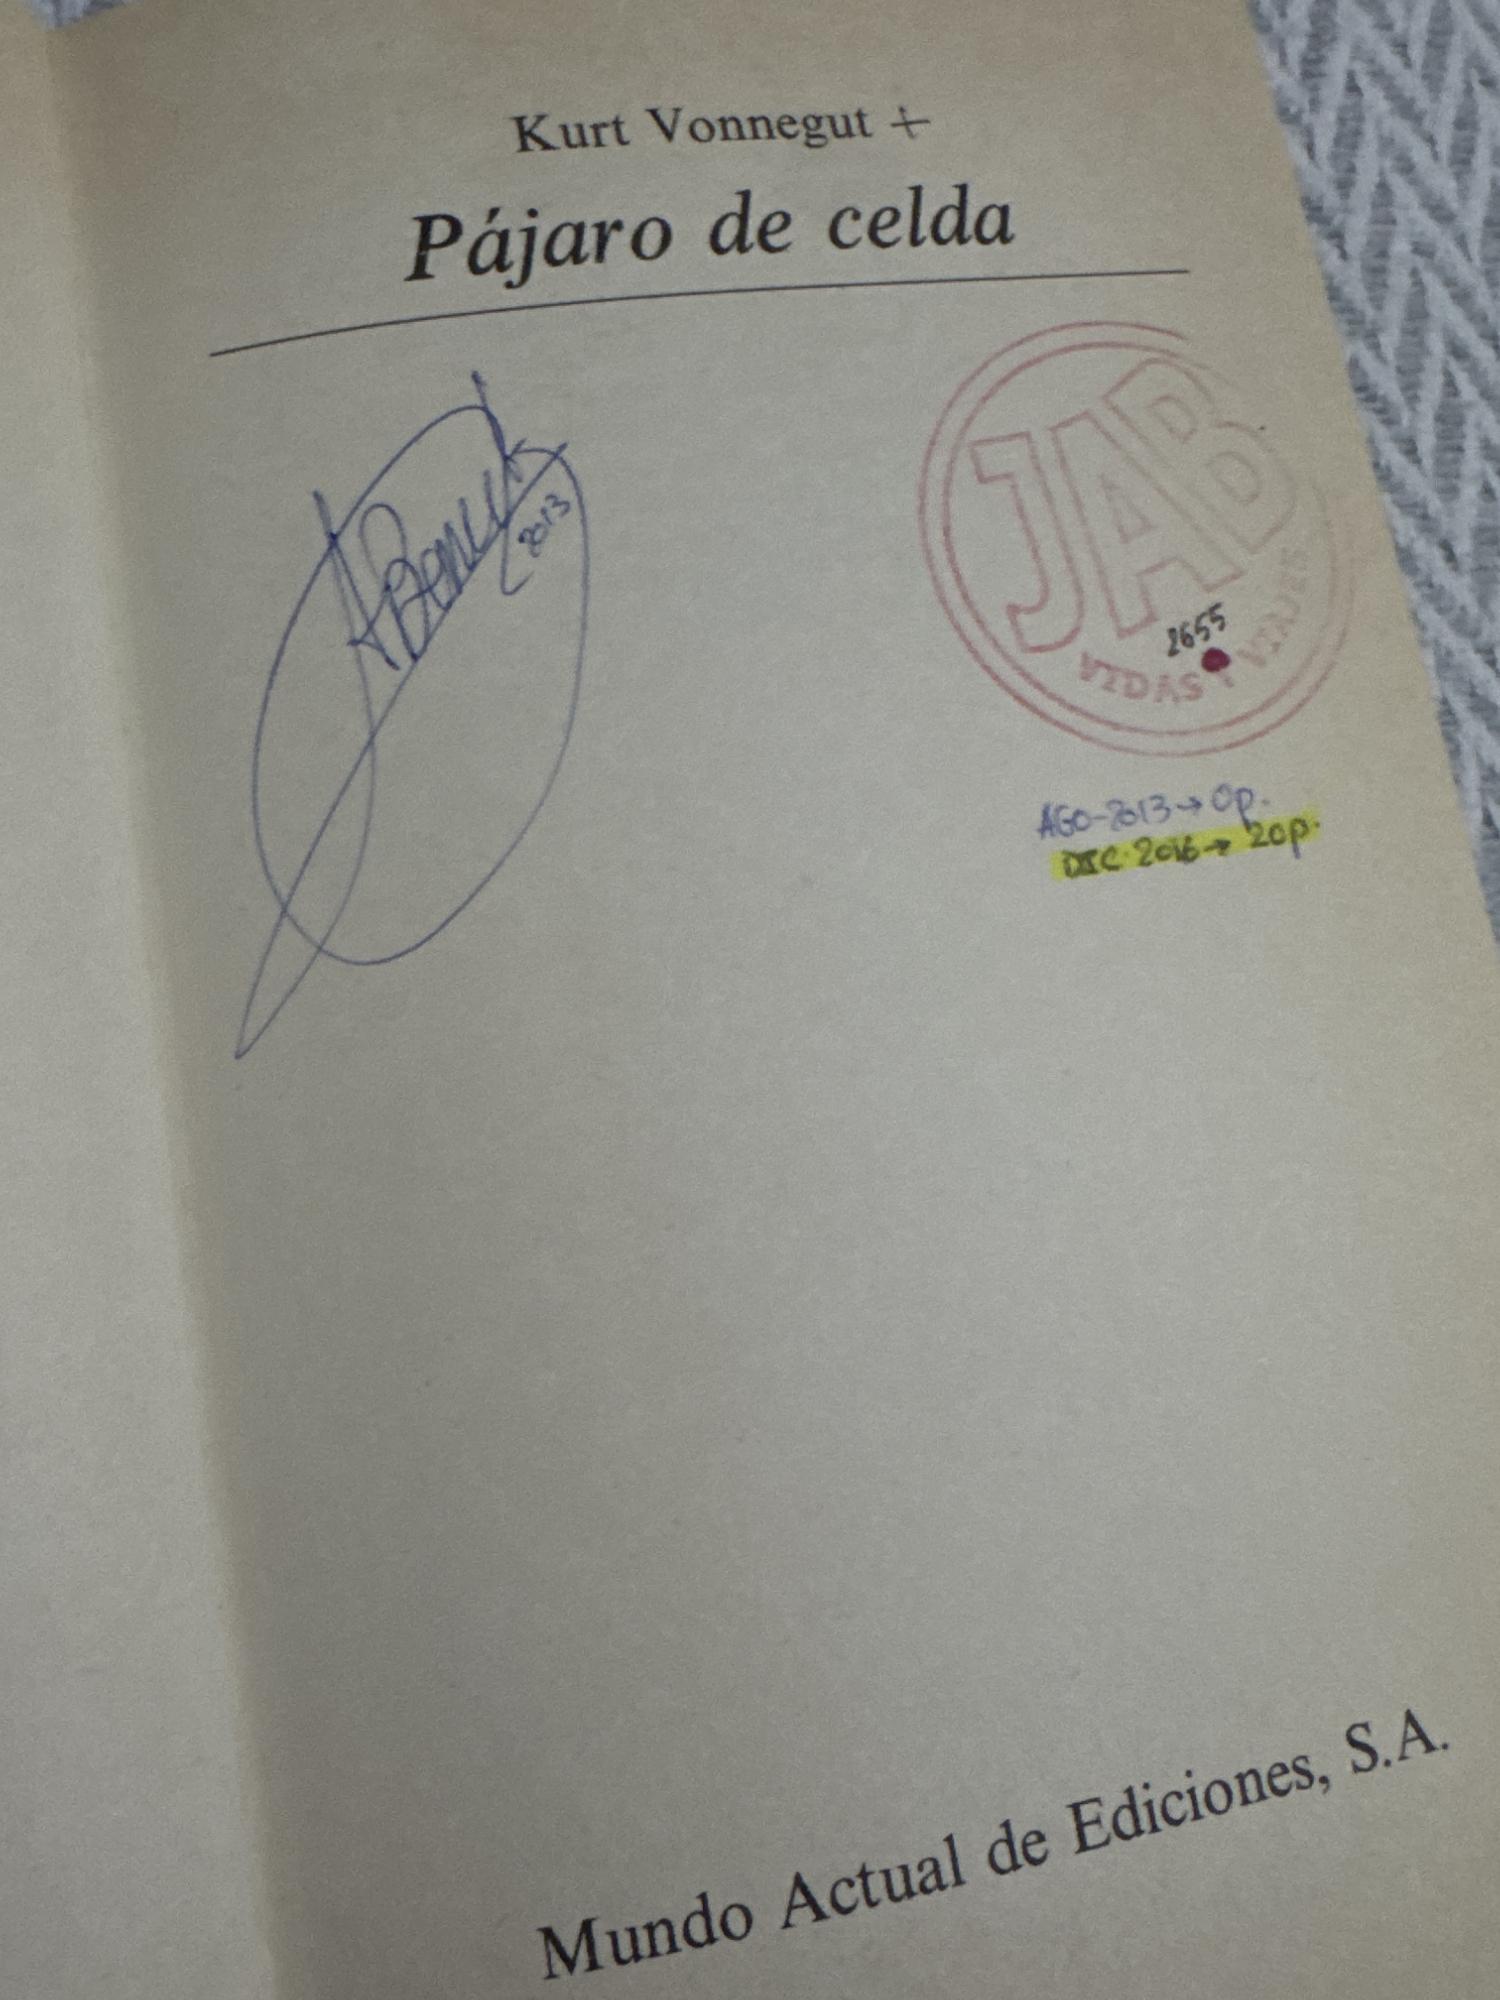 Kurt Vonnegut +
Pájaro de celda
2013
JAB
2655
VIDAS Y VIAJES
AGO-2013→0p.
DIC-2016→20p.
Mundo Actual de Ediciones, S.A.